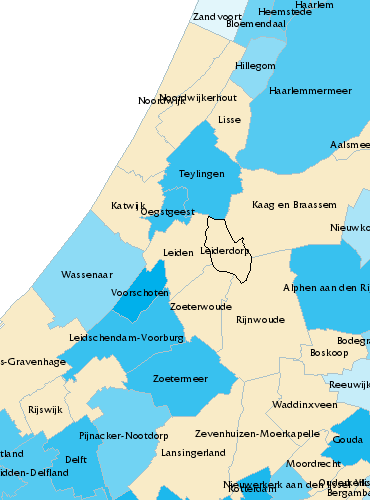 Haarlem
Heemstede
Zandvoort
Bloemendaal
Hillegom
Haarlemmermeer
Noordwijkerhout
Noordwijk
Lisse
Aalsmee
Teylingen
Katwijk
Oegstgeest
Kaag en Braassem
Nieuwko
Leiderdorp
Leiden
Wassenaar
Alphen aan den Ri
Voorschoten
Zoeterwoude
Rijnwoude
Leidschendam-Voorburg
Bodegra
Boskoop
s-Gravenhage
Zoetermeer
Reeuwijk
Rijswijk
Waddinxveen
Pijnacker-Nootdorp
Zevenhuizen-Moerkapelle
Gouda
Lansingerland
tland
Delft
Moordrecht
idden-Delfland
Nieuwerkerk aan den IJssel
Rotterdam
Bergamba